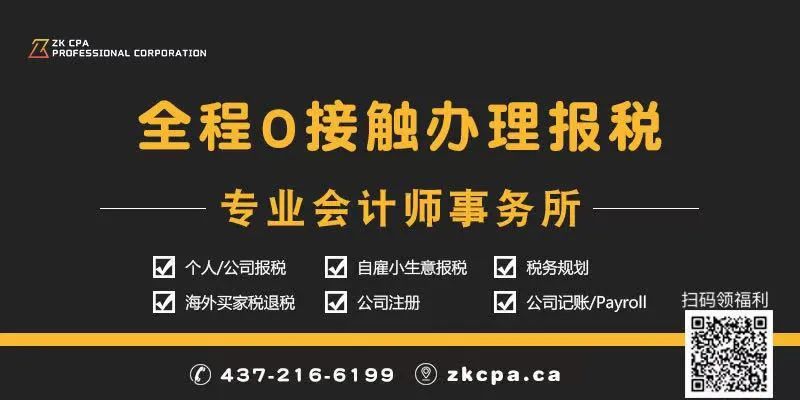 ZK CPA
PROFESSIONAL CORPORATION
全程0接触办理报税
专业会计师事务所
个人/公司报税
自雇小生意报税
税务规划
海外买家税退税
公司注册
公司记账/Payroll
扫码领福利
437-216-6199
zkcpa.ca